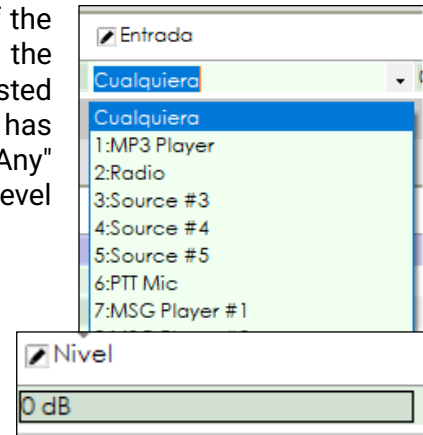 f the
the
sted
has
Any"
evel
Entrada
Cualquiera
Cualquiera
1:MP3 Player
2:Radio
3:Source #3
4:Source #4
5:Source #5
6:PTT Mic
7:MSG Player #1
Nivel
0 dB